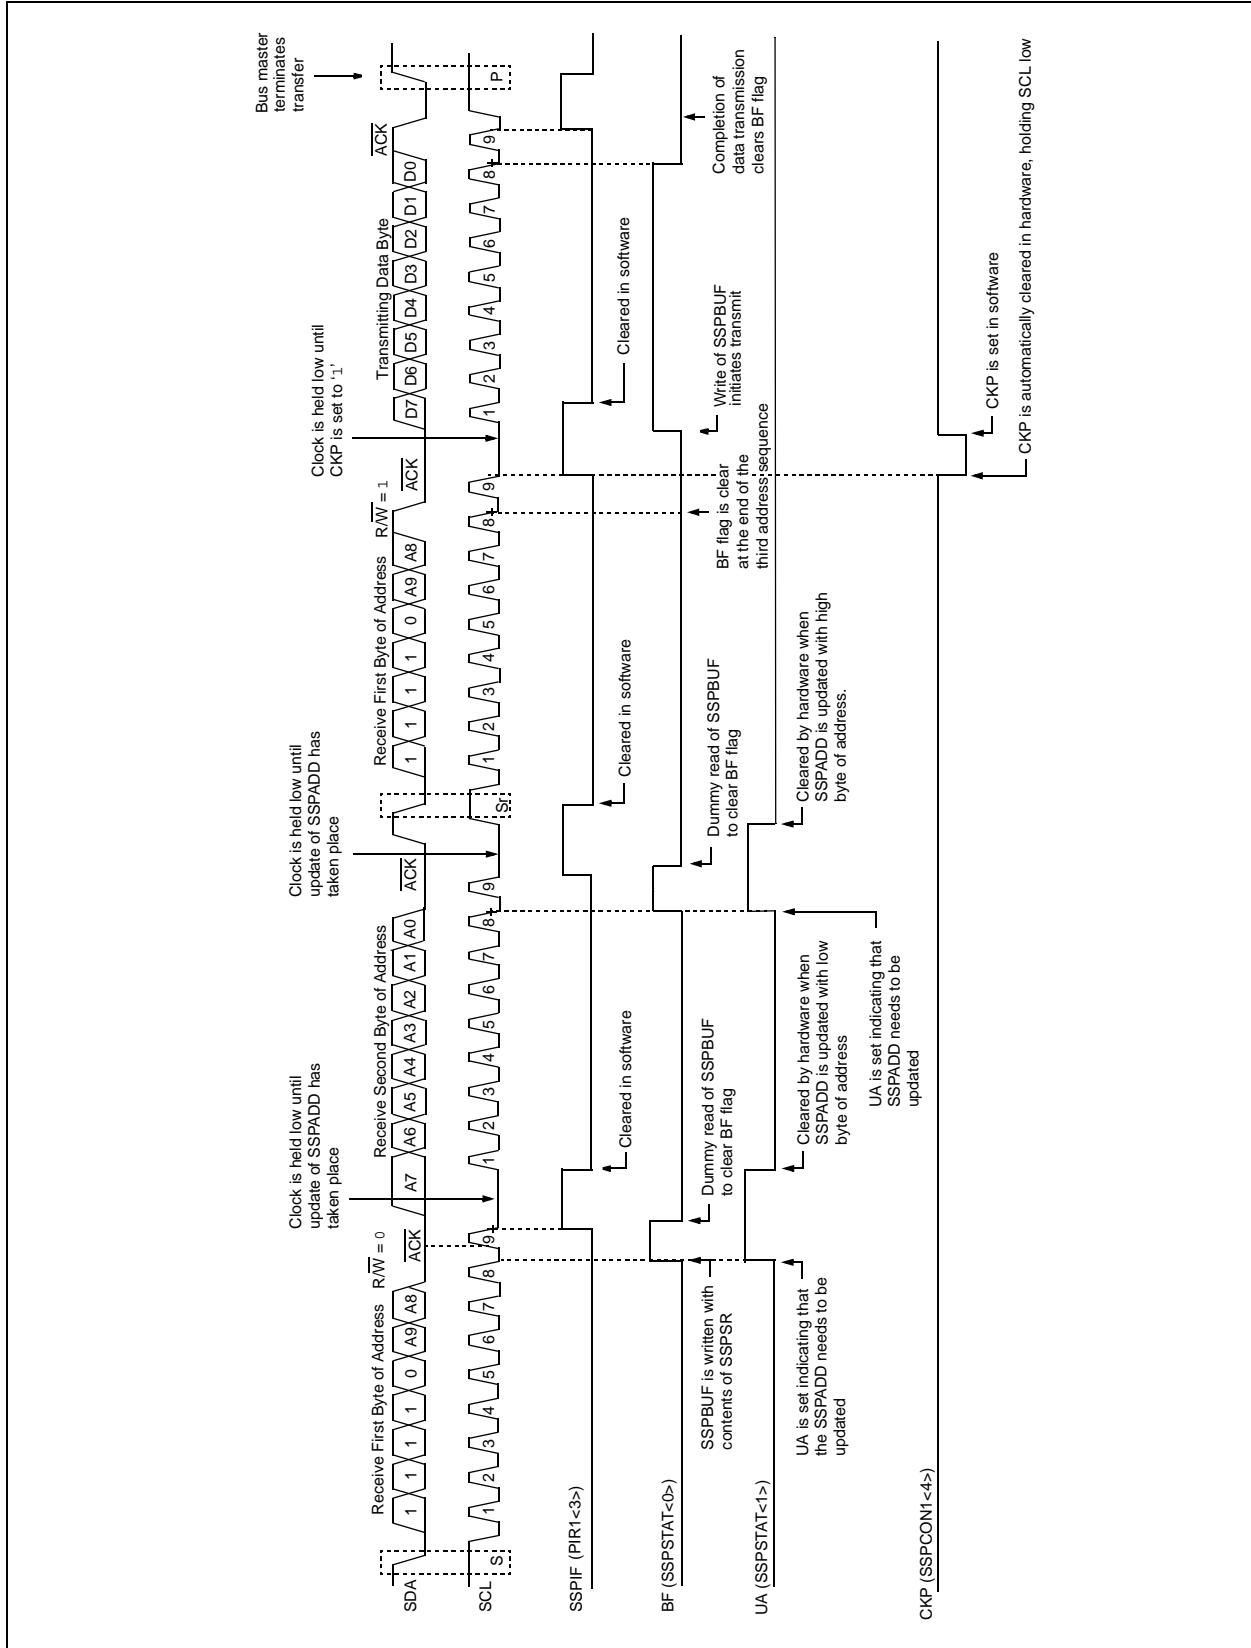 Bus master
terminates
transfer
Clock is held low until
update of SSPADD has
taken place
Clock is held low until
update of SSPADD has
taken place
Clock is held low until
CKP is set to ‘1’
Receive First Byte of Address R/W = 0
ACK
Receive Second Byte of Address
ACK
Receive First Byte of Address R/W = 1
ACK
Transmitting Data Byte
ACK
SDA
1 1 1 1 0 A9 A8
A7 A6 A5 A4 A3 A2 A1 A0
1 1 1 1 0 A9 A8
D7 D6 D5 D4 D3 D2 D1 D0
SCL
S 1 2 3 4 5 6 7 8 9
1 2 3 4 5 6 7 8 9 Sr
1 2 3 4 5 6 7 8 9
1 2 3 4 5 6 7 8 9 P
SSPIF (PIR1<3>)
Cleared in software
Cleared in software
Cleared in software
BF (SSPSTAT<0>)
SSPBUF is written with
contents of SSPSR
Dummy read of SSPBUF
to clear BF flag
Dummy read of SSPBUF
to clear BF flag
BF flag is clear
at the end of the
third address sequence
Write of SSPBUF
initiates transmit
Completion of
data transmission
clears BF flag
UA (SSPSTAT<1>)
UA is set indicating that
the SSPADD needs to be
updated
Cleared by hardware when
SSPADD is updated with low
byte of address
UA is set indicating that
SSPADD needs to be
updated
Cleared by hardware when
SSPADD is updated with high
byte of address.
CKP (SSPCON1<4>)
CKP is set in software
CKP is automatically cleared in hardware, holding SCL low